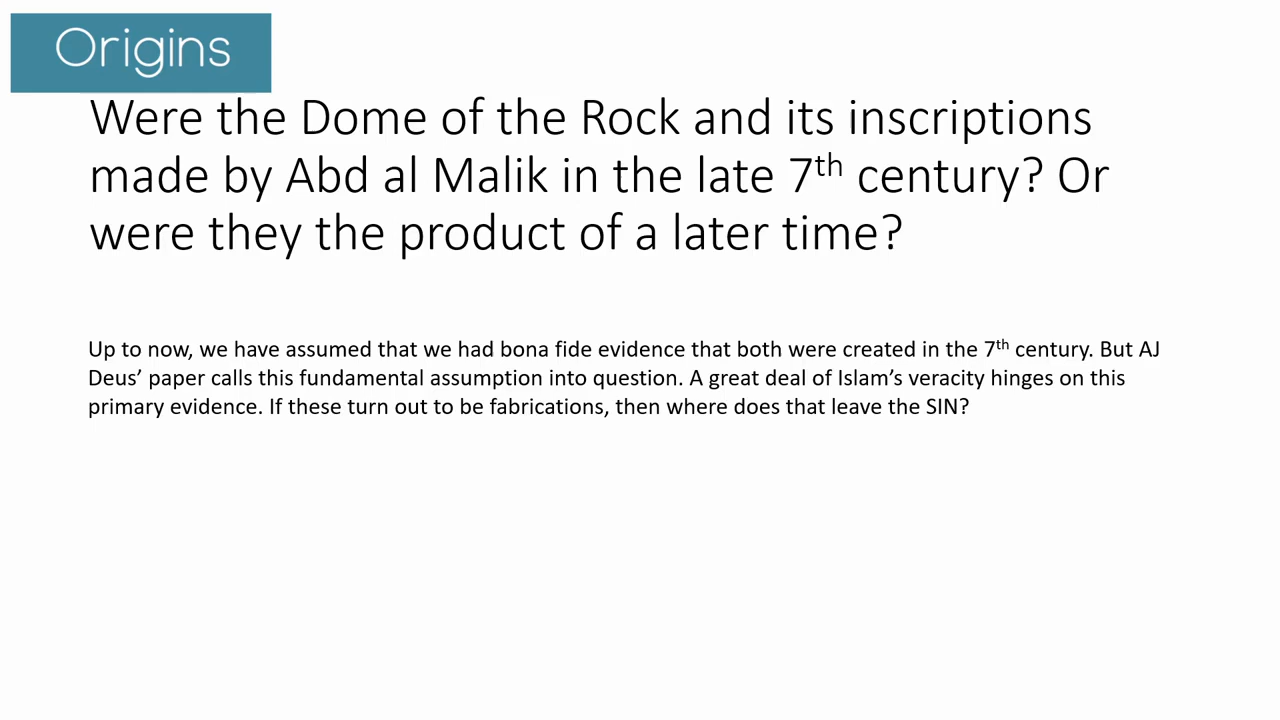 Origins
Were the Dome of the Rock and its inscriptions
made by Abd al Malik in the late 7th century? Or
were they the product of a later time?
Up to now, we have assumed that we had bona fide evidence that both were created in the 7th century. But AJ
Deus’ paper calls this fundamental assumption into question. A great deal of Islam’s veracity hinges on this
primary evidence. If these turn out to be fabrications, then where does that leave the SIN?